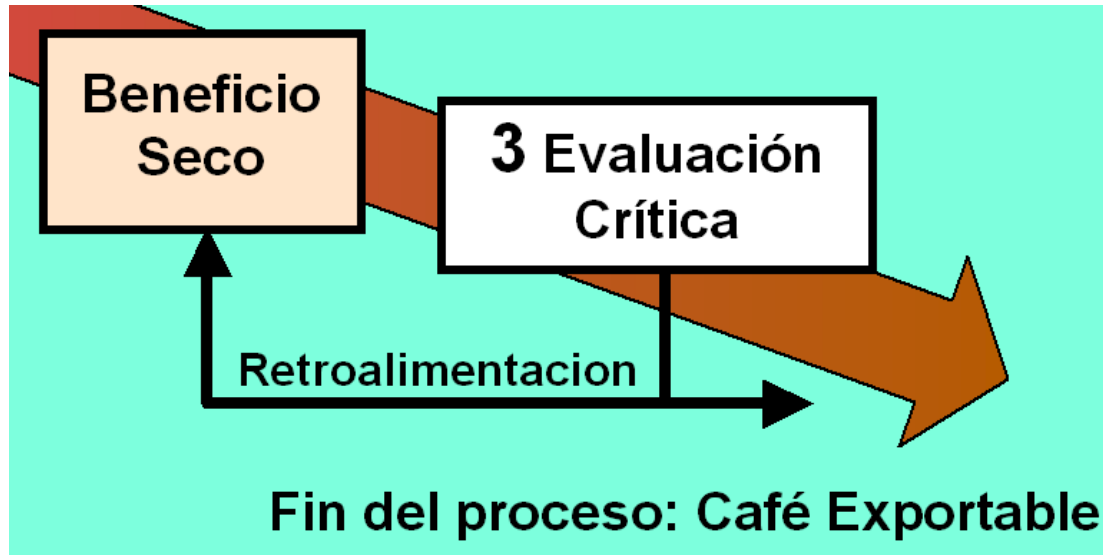 Beneficio
Seco
3 Evaluación
Crítica
Retroalimentacion
Fin del proceso: Café Exportable